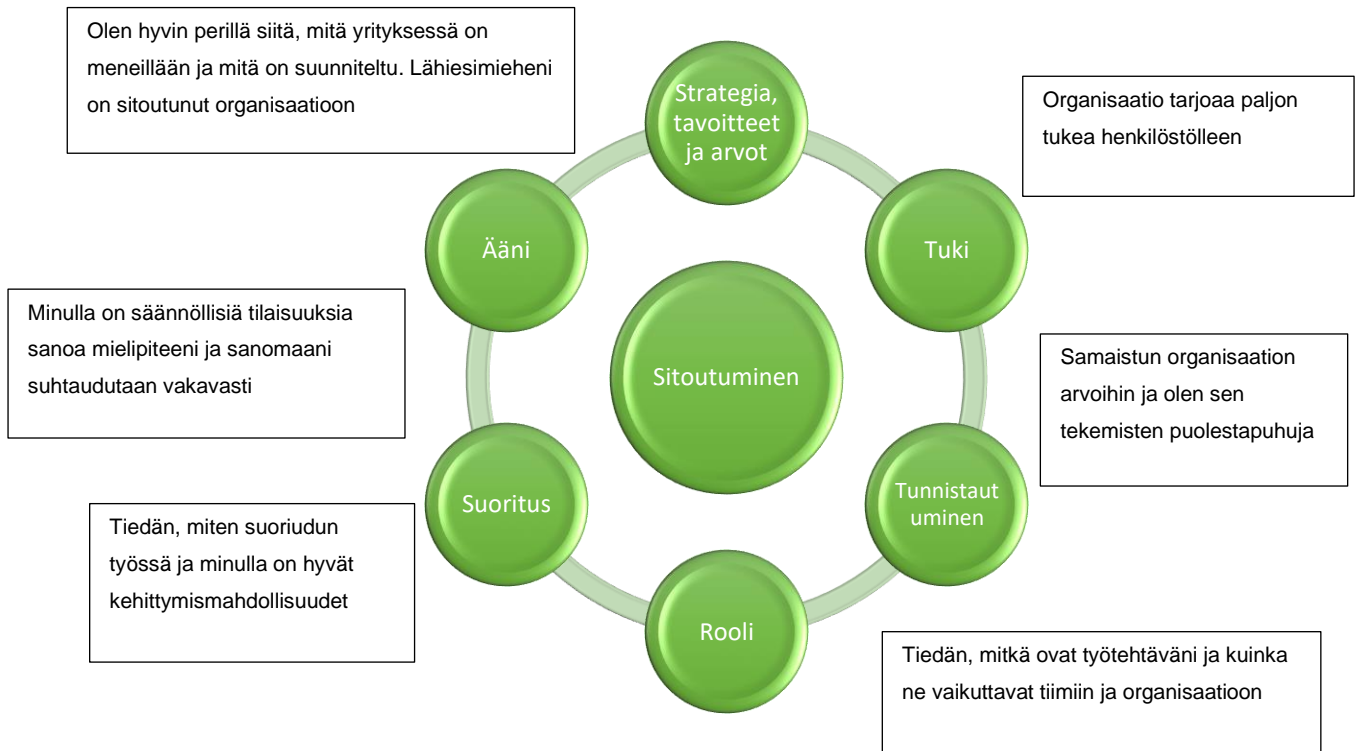 Olen hyvin perillä siitä, mitä yrityksessä on
meneillään ja mitä on suunniteltu. Lähiesimieheni
on sitoutunut organisaatioon
Strategia,
tavoitteet
ja arvot
Organisaatio tarjoaa paljon
tukea henkilöstölleen
Ääni
Tuki
Minulla on säännöllisiä tilaisuuksia
sanoa mielipiteeni ja sanomaani
suhtaudutaan vakavasti
Sitoutuminen
Samaistun organisaation
arvoihin ja olen sen
tekemisten puolestapuhuja
Suoritus
Tunnistaut
uminen
Tiedän, miten suoriudun
työssä ja minulla on hyvät
kehittymismahdollisuudet
Rooli
Tiedän, mitkä ovat työtehtäväni ja kuinka
ne vaikuttavat tiimiin ja organisaatioon